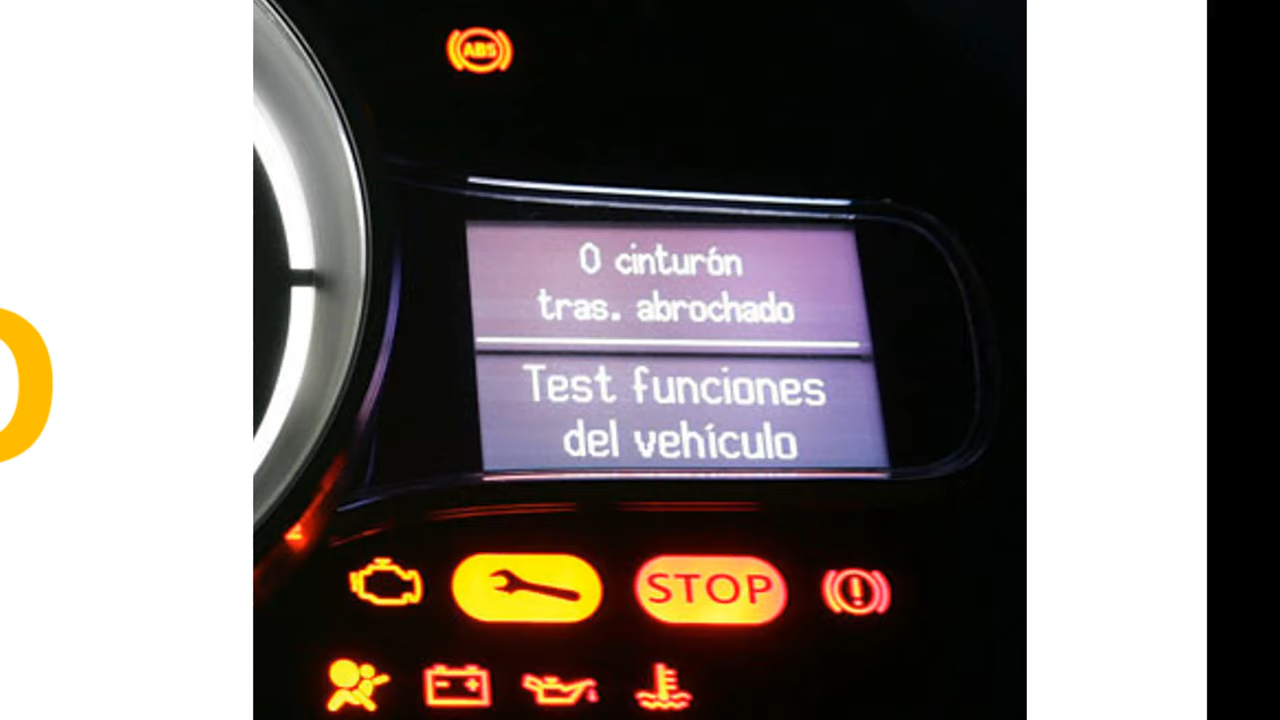 ABS
0 cinturón
tras. abrochado
Test funciones
del vehículo
STOP